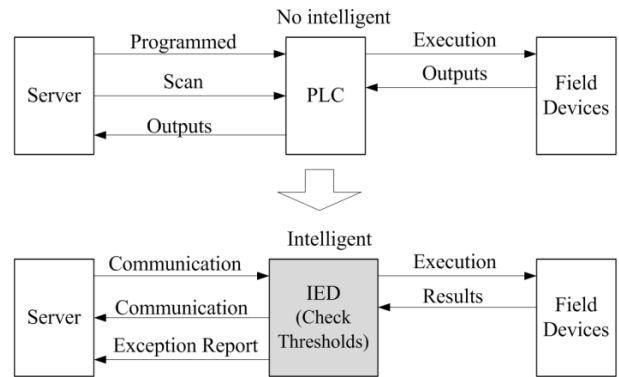 No intelligent
Programmed
Execution
Scan
Outputs
Server
PLC
Field
Devices
Outputs
Intelligent
Communication
Execution
IED
Communication
Results
(Check
Server
Thresholds)
Field
Devices
Exception Report